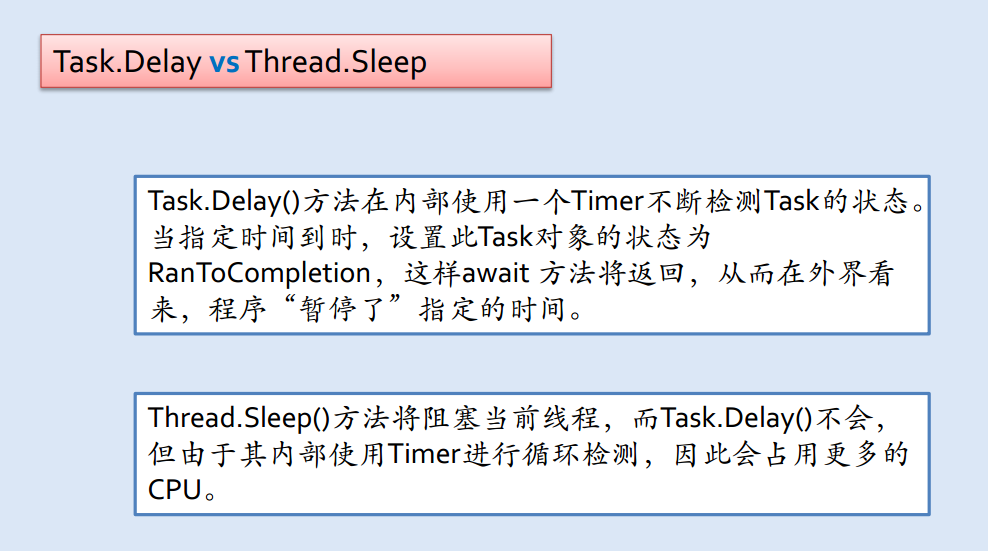 Task.Delay vs Thread.Sleep
Task.Delay()方法在内部使用一个Timer不断检测Task的状态。
当指定时间到时，设置此Task对象的状态为
RanToCompletion，这样await 方法将返回，从而在外界看
来，程序“暂停了”指定的时间。
Thread.Sleep()方法将阻塞当前线程，而Task.Delay()不会，
但由于其内部使用Timer进行循环检测，因此会占用更多的
CPU。